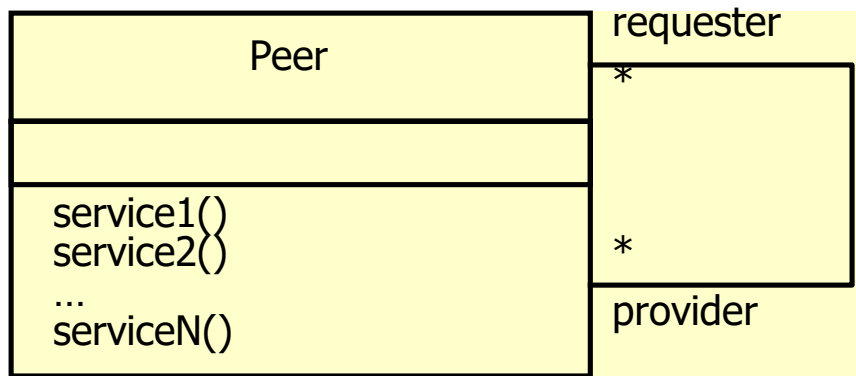 Peer
requester
*
service1()
service2()
*
…
serviceN()
provider